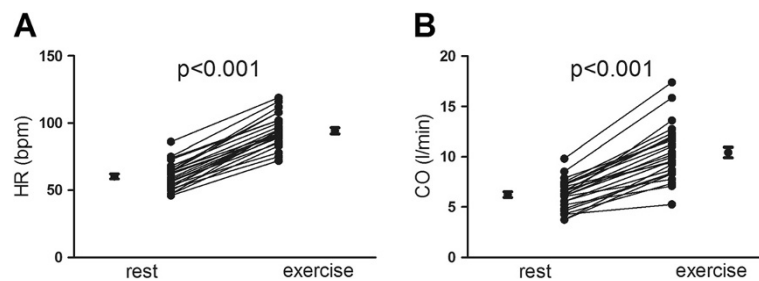 A
HR (bpm)
150
100
50
0
p<0.001
rest
exercise
B
CO (l/min)
20
15
10
5
0
p<0.001
rest
exercise